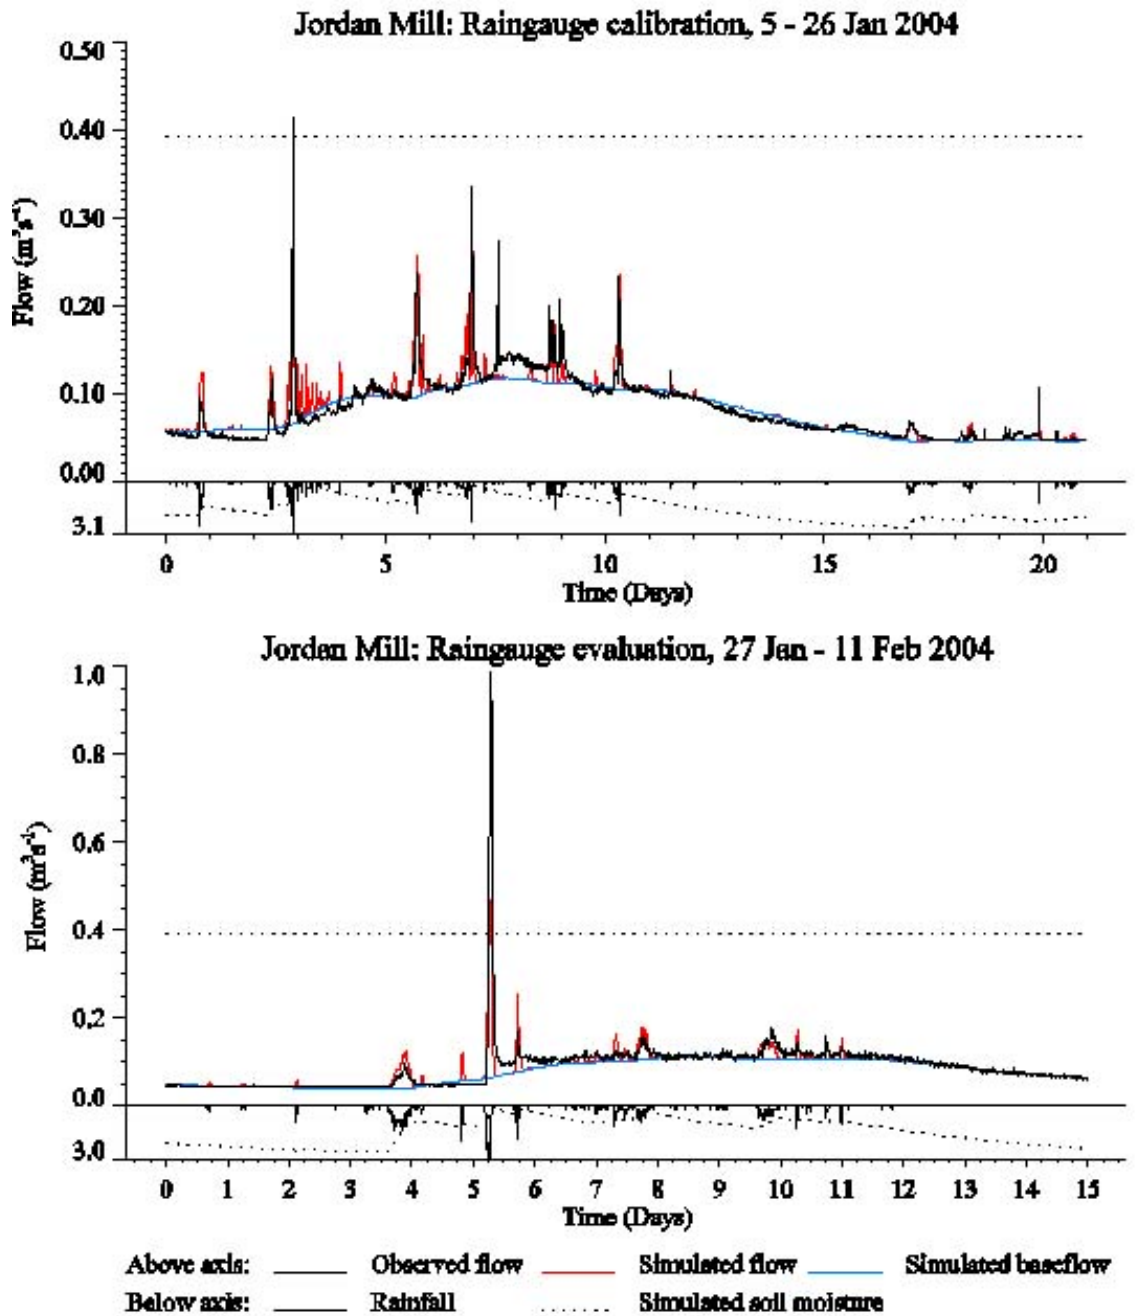 Jordan Mill: Raingauge calibration, 5 - 26 Jan 2004
0.50
0.40
0.30
0.20
0.10
0.00
3.1
Flow (m³s⁻¹)
0 5 10 15 20
Time (Days)
Jordan Mill: Raingauge evaluation, 27 Jan - 11 Feb 2004
1.0
0.8
0.6
0.4
0.2
0.0
3.0
Flow (m³s⁻¹)
0 1 2 3 4 5 6 7 8 9 10 11 12 13 14 15
Time (Days)
Above axis: Observed flow Simulated flow Simulated baseflow
Below axis: Rainfall Simulated soil moisture